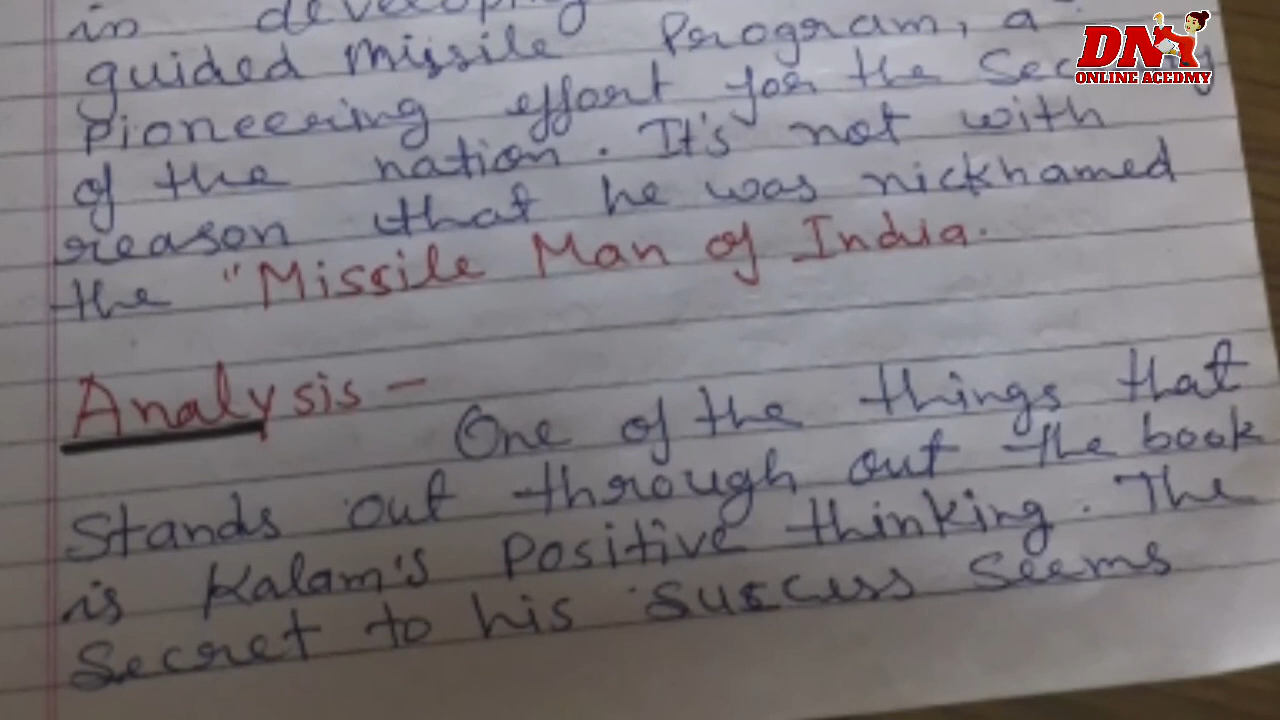 in developing
guided Missile Program, a
DNA
ONLINE ACEDMY
Pioneering effort for the
of the nation. It's not with
reason that he was nicknamed
the "Missile Man of India.
Analysis -
One of the things that
Stands out through out the book
is Kalam's Positive thinking. The
Secret to his success seems